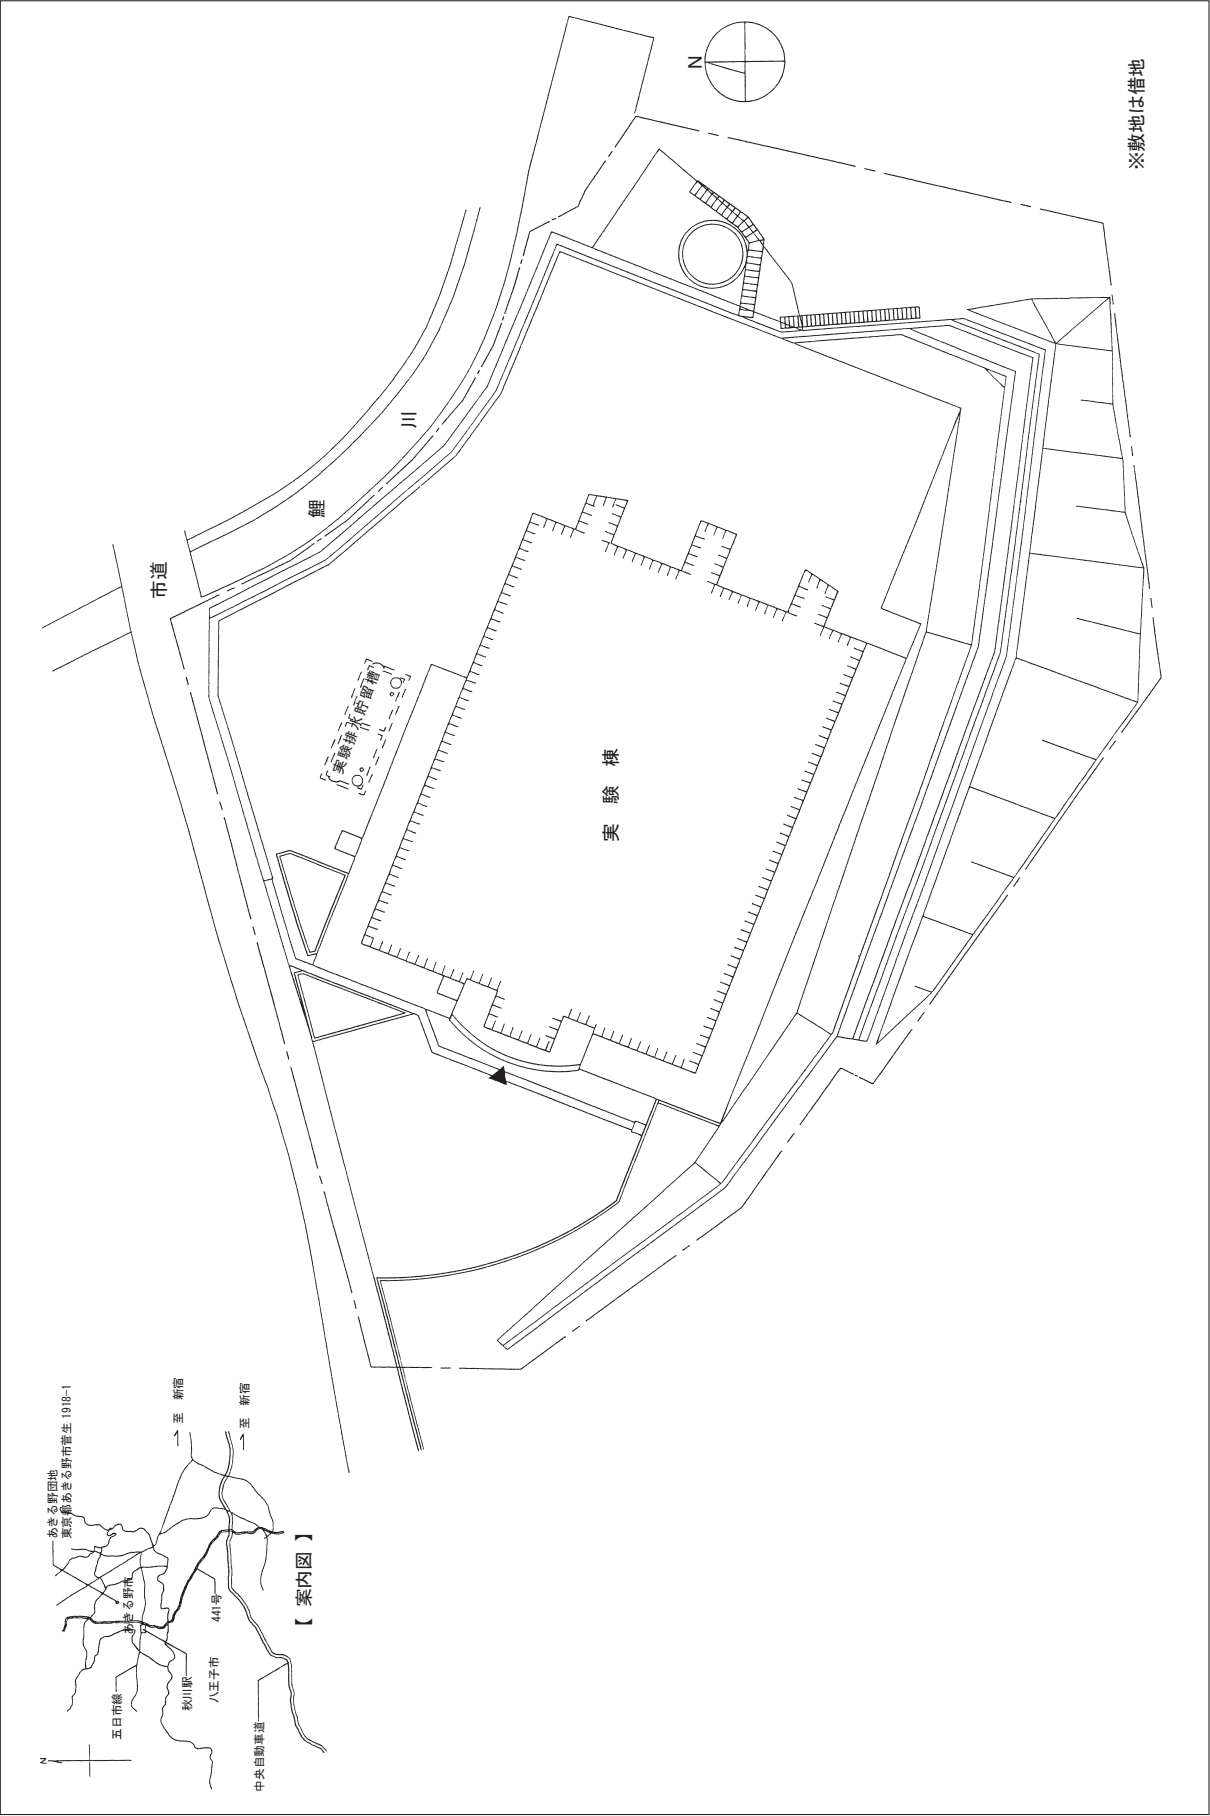 N
※敷地は借地
鯉川
市道
実験排水貯留槽
実験棟
あきる野団地
東京都あきる野市菅生 1918-1
至 新宿
至 新宿
あきる野市
441号
八王子市
秋川駅
五日市線
中央自動車道
N
【 案内図 】